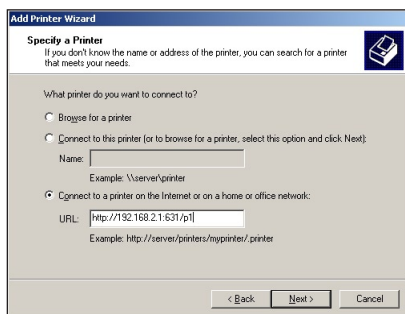 Add Printer Wizard
Specify a Printer
If you don't know the name or address of the printer, you can search for a printer
that meets your needs.
What printer do you want to connect to?
Browse for a printer
Connect to this printer (or to browse for a printer, select this option and click Next):
Name:
Example: \\server\printer
Connect to a printer on the Internet or on a home or office network:
URL: http://192.168.2.1:631/p1
Example: http://server/printers/myprinter/.printer
< Back Next > Cancel